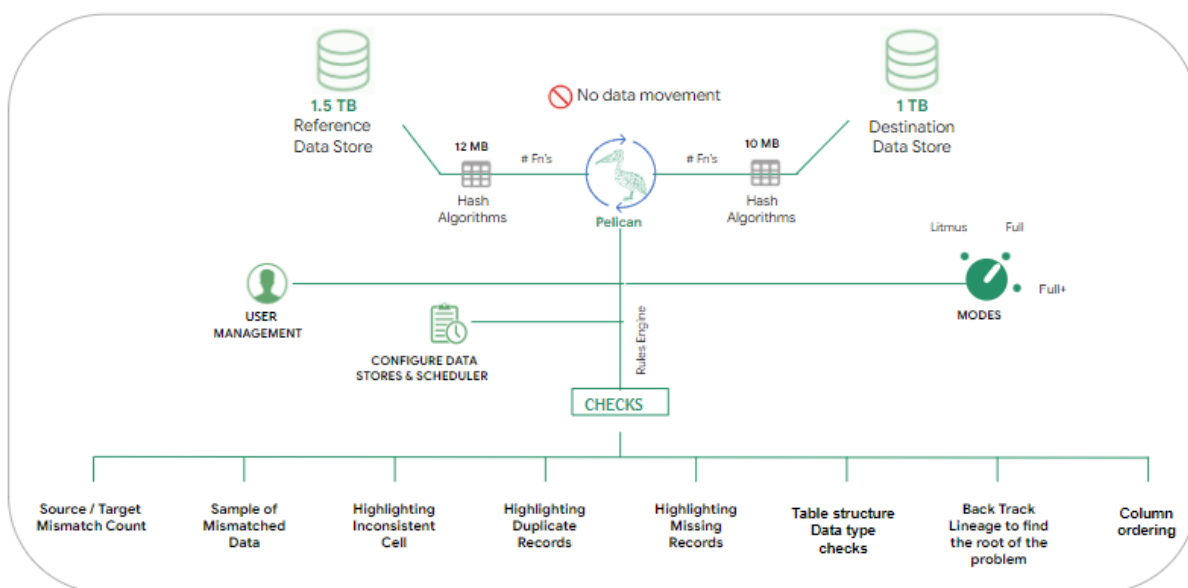 1.5 TB
Reference
Data Store
No data movement
1 TB
Destination
Data Store
12 MB
# Fn's
# Fn's
10 MB
Hash
Algorithms
Pelican
Hash
Algorithms
Litmus
Full
Full+
MODES
USER
MANAGEMENT
CONFIGURE DATA
STORES & SCHEDULER
Rules Engine
CHECKS
Source / Target
Mismatch Count
Sample of
Mismatched
Data
Highlighting
Inconsistent
Cell
Highlighting
Duplicate
Records
Highlighting
Missing
Records
Table structure
Data type
checks
Back Track
Lineage to find
the root of the
problem
Column
ordering